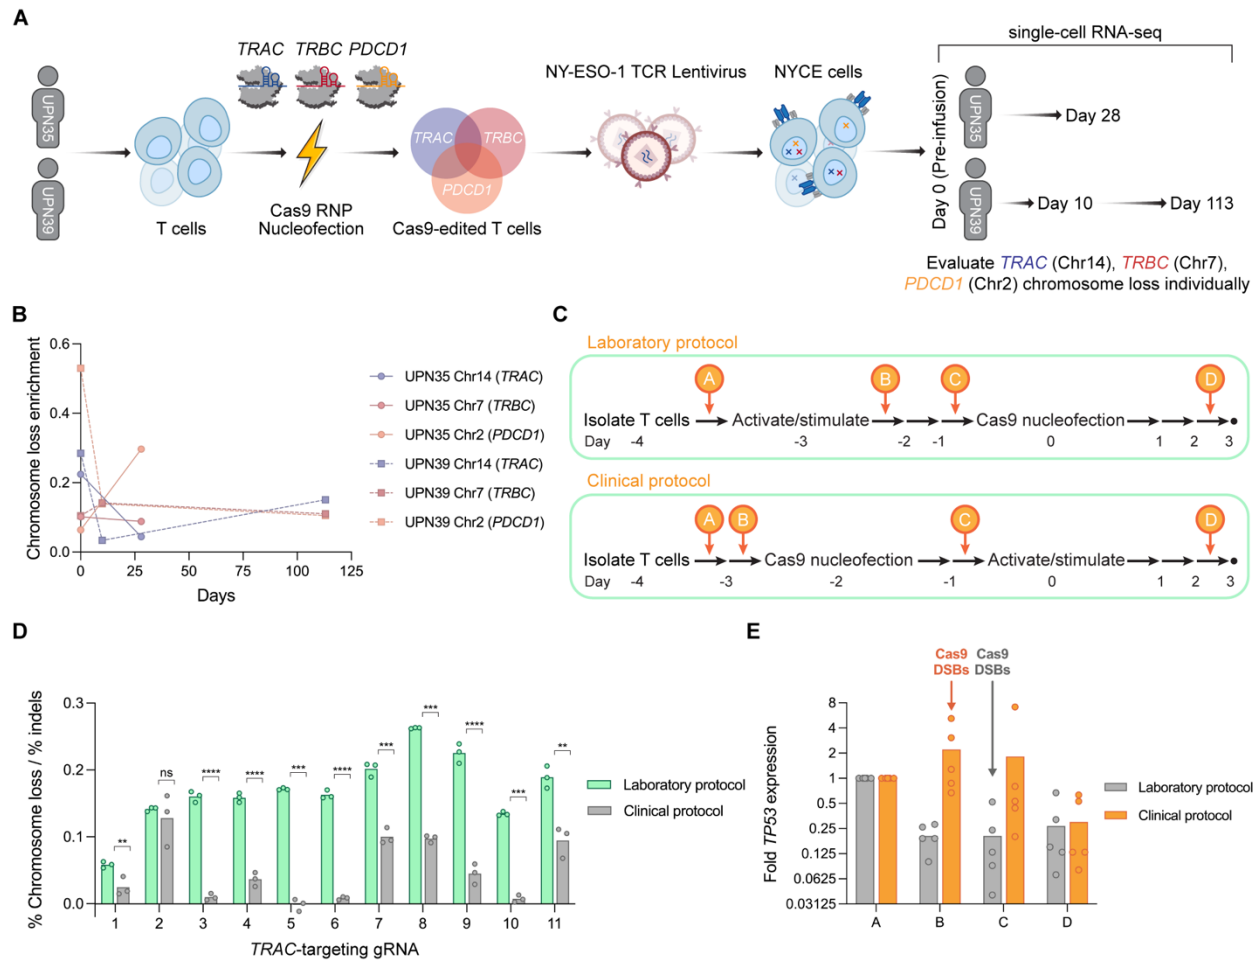 A
TRAC TRBC PDCD1
single-cell RNA-seq
NY-ESO-1 TCR Lentivirus
NYCE cells
UPN35
UPN39
TRAC
TRBC
PDCD1
Day 0 (Pre-infusion)
UPN35
Day 28
UPN39
Day 10
Day 113
T cells
Cas9 RNP
Nucleofection
Cas9-edited T cells
Evaluate TRAC (Chr14), TRBC (Chr7),
PDCD1 (Chr2) chromosome loss individually
B
Chromosome loss enrichment
0.6
0.4
0.2
0.0
0 25 50 75 100 125
Days
UPN35 Chr14 (TRAC)
UPN35 Chr7 (TRBC)
UPN35 Chr2 (PDCD1)
UPN39 Chr14 (TRAC)
UPN39 Chr7 (TRBC)
UPN39 Chr2 (PDCD1)
C
Laboratory protocol
A B C D
Isolate T cells Activate/stimulate Cas9 nucleofection
Day -4 -3 -2 -1 0 1 2 3
Clinical protocol
A B C D
Isolate T cells Cas9 nucleofection Activate/stimulate
Day -4 -3 -2 -1 0 1 2 3
D
% Chromosome loss / % indels
0.3
0.2
0.1
0.0
** ns **** **** *** **** *** *** **** *** **
1 2 3 4 5 6 7 8 9 10 11
TRAC-targeting gRNA
Laboratory protocol
Clinical protocol
E
Cas9
DSBs
Cas9
DSBs
Fold TP53 expression
8
4
2
1
0.5
0.25
0.125
0.0625
0.03125
A B C D
Laboratory protocol
Clinical protocol